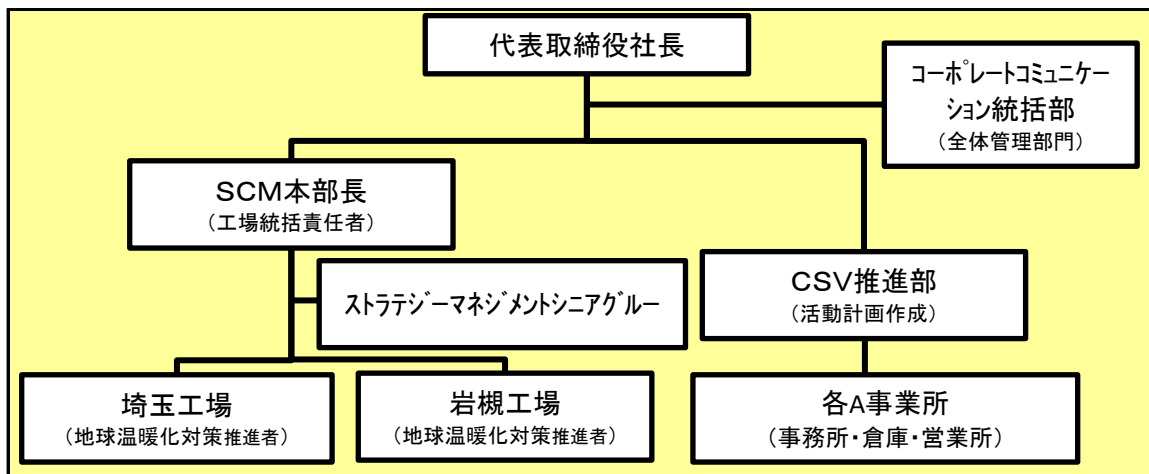 代表取締役社長
コーポレートコミュニケー
ション統括部
(全体管理部門)
SCM本部長
(工場統括責任者)
ストラテジーマネジメントシニアグルー
CSV推進部
(活動計画作成)
埼玉工場
(地球温暖化対策推進者)
岩槻工場
(地球温暖化対策推進者)
各A事業所
(事務所・倉庫・営業所)